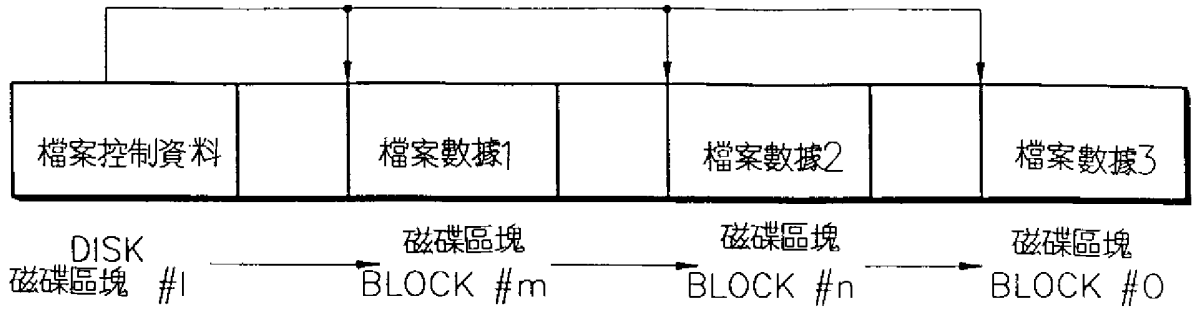 檔案控制資料
檔案數據1
檔案數據2
檔案數據3
DISK
磁碟區塊 #l
磁碟區塊
BLOCK #m
磁碟區塊
BLOCK #n
磁碟區塊
BLOCK #O